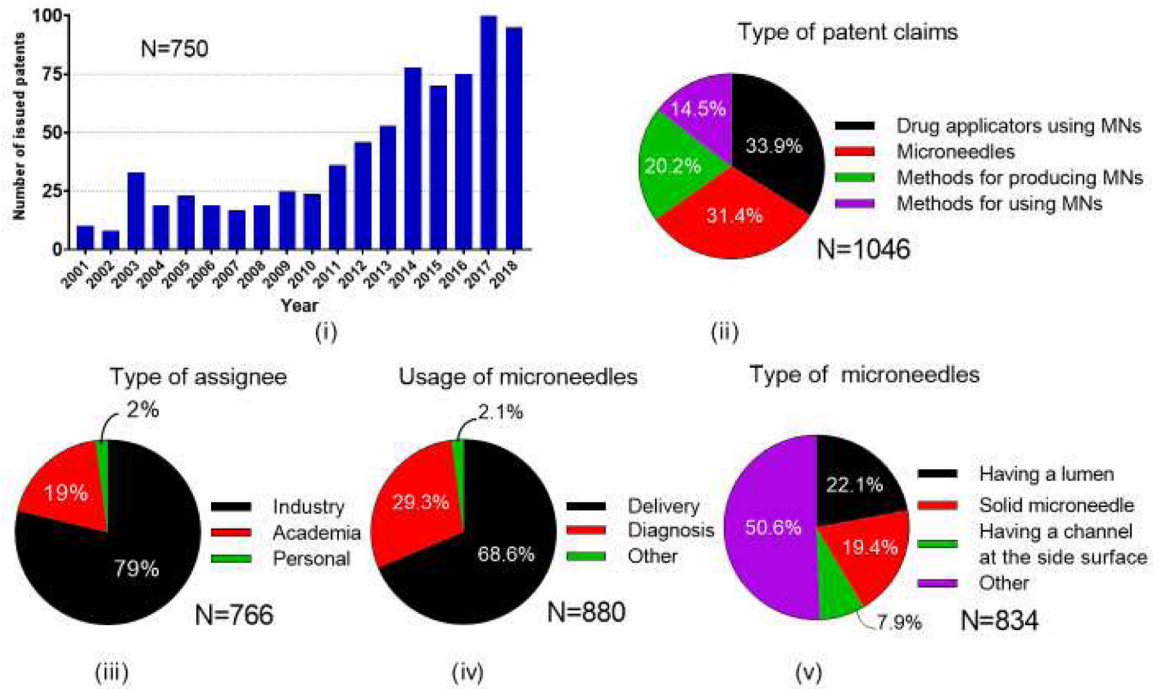 100
75
50
25
0
Number of issued patents
N=750
2001 2002 2003 2004 2005 2006 2007 2008 2009 2010 2011 2012 2013 2014 2015 2016 2017 2018
Year
(i)
Type of patent claims
14.5%
33.9%
20.2%
31.4%
Drug applicators using MNs
Microneedles
Methods for producing MNs
Methods for using MNs
N=1046
(ii)
Type of assignee
2%
19%
79%
Industry
Academia
Personal
N=766
(iii)
Usage of microneedles
2.1%
29.3%
68.6%
Delivery
Diagnosis
Other
N=880
(iv)
Type of microneedles
22.1%
50.6%
19.4%
7.9%
Having a lumen
Solid microneedle
Having a channel
at the side surface
Other
N=834
(v)